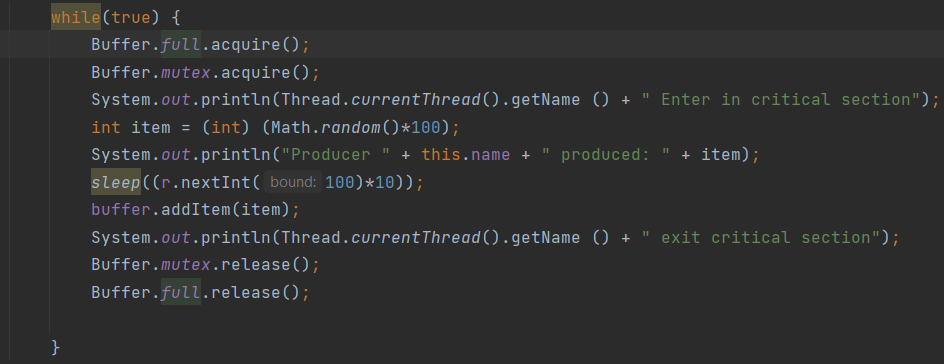 while(true) {
Buffer.full.acquire();
Buffer.mutex.acquire();
System.out.println(Thread.currentThread().getName () + " Enter in critical section");
int item = (int) (Math.random()*100);
System.out.println("Producer " + this.name + " produced: " + item);
sleep((r.nextInt( bound: 100)*10));
buffer.addItem(item);
System.out.println(Thread.currentThread().getName () + " exit critical section");
Buffer.mutex.release();
Buffer.full.release();
}